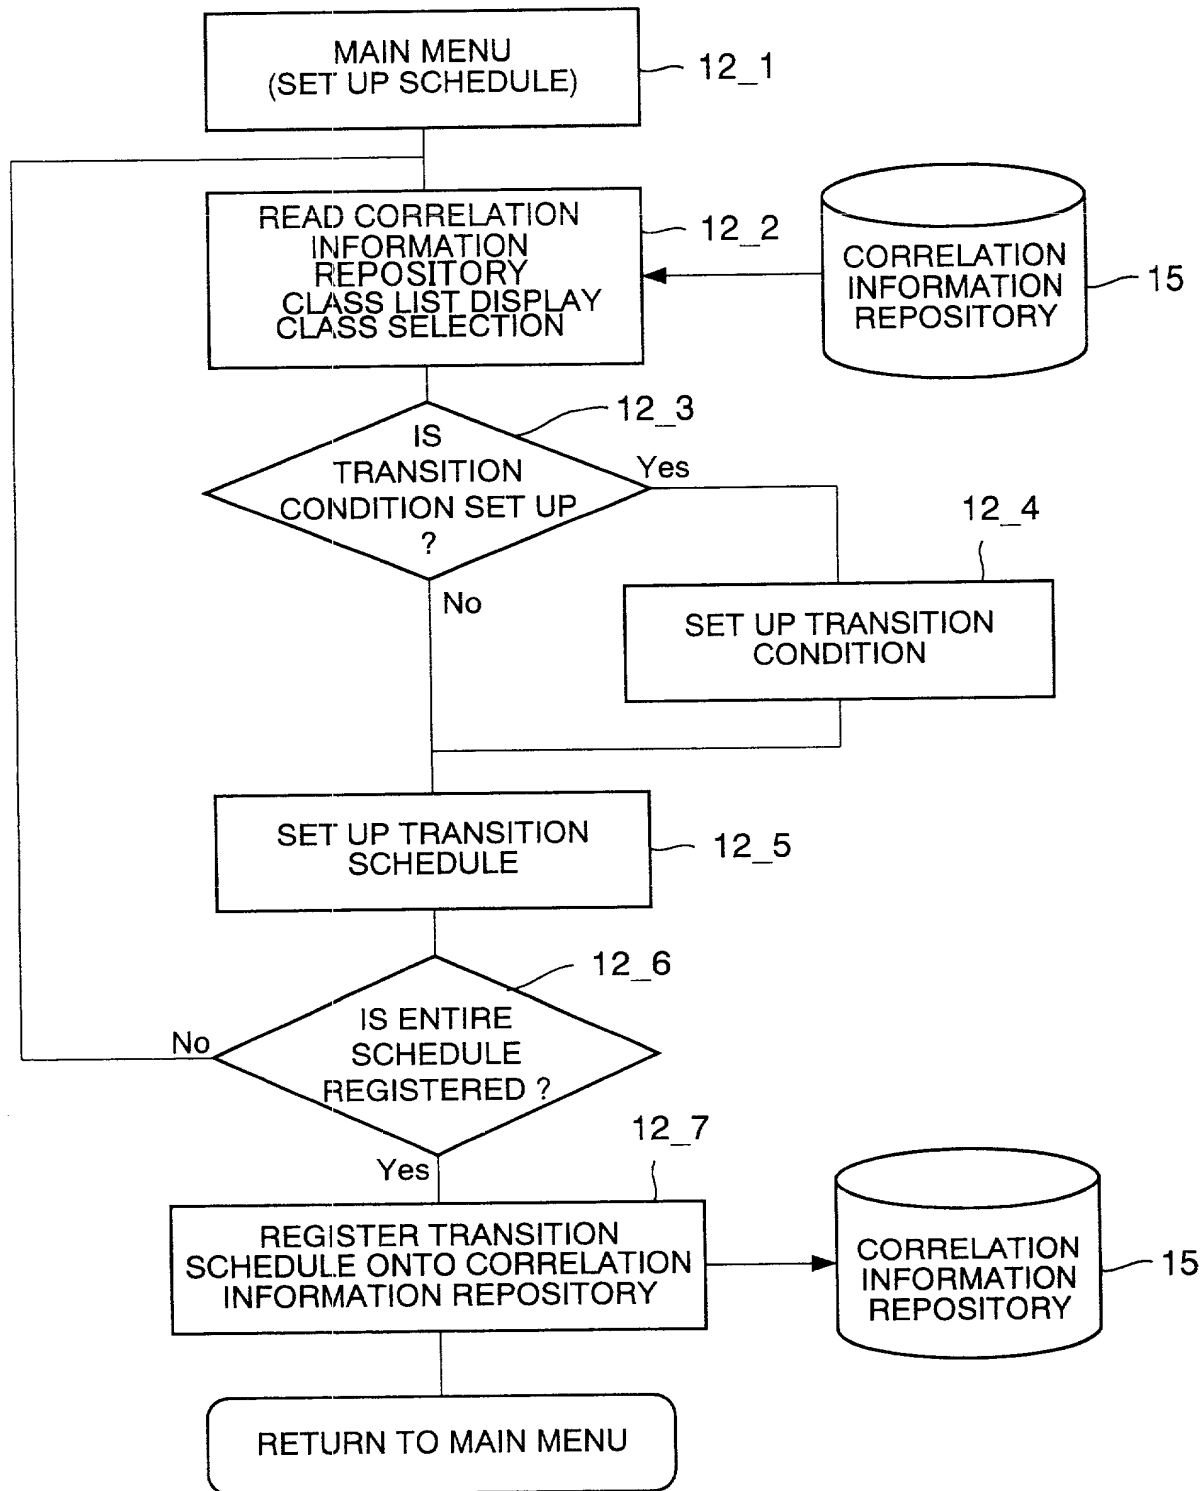 MAIN MENU
(SET UP SCHEDULE)
12_1
READ CORRELATION
INFORMATION
REPOSITORY
CLASS LIST DISPLAY
CLASS SELECTION
12_2
CORRELATION
INFORMATION
REPOSITORY
15
12_3
IS
TRANSITION
CONDITION SET UP
?
Yes
No
12_4
SET UP TRANSITION
CONDITION
SET UP TRANSITION
SCHEDULE
12_5
12_6
IS ENTIRE
SCHEDULE
REGISTERED ?
No
Yes
12_7
REGISTER TRANSITION
SCHEDULE ONTO CORRELATION
INFORMATION REPOSITORY
CORRELATION
INFORMATION
REPOSITORY
15
RETURN TO MAIN MENU